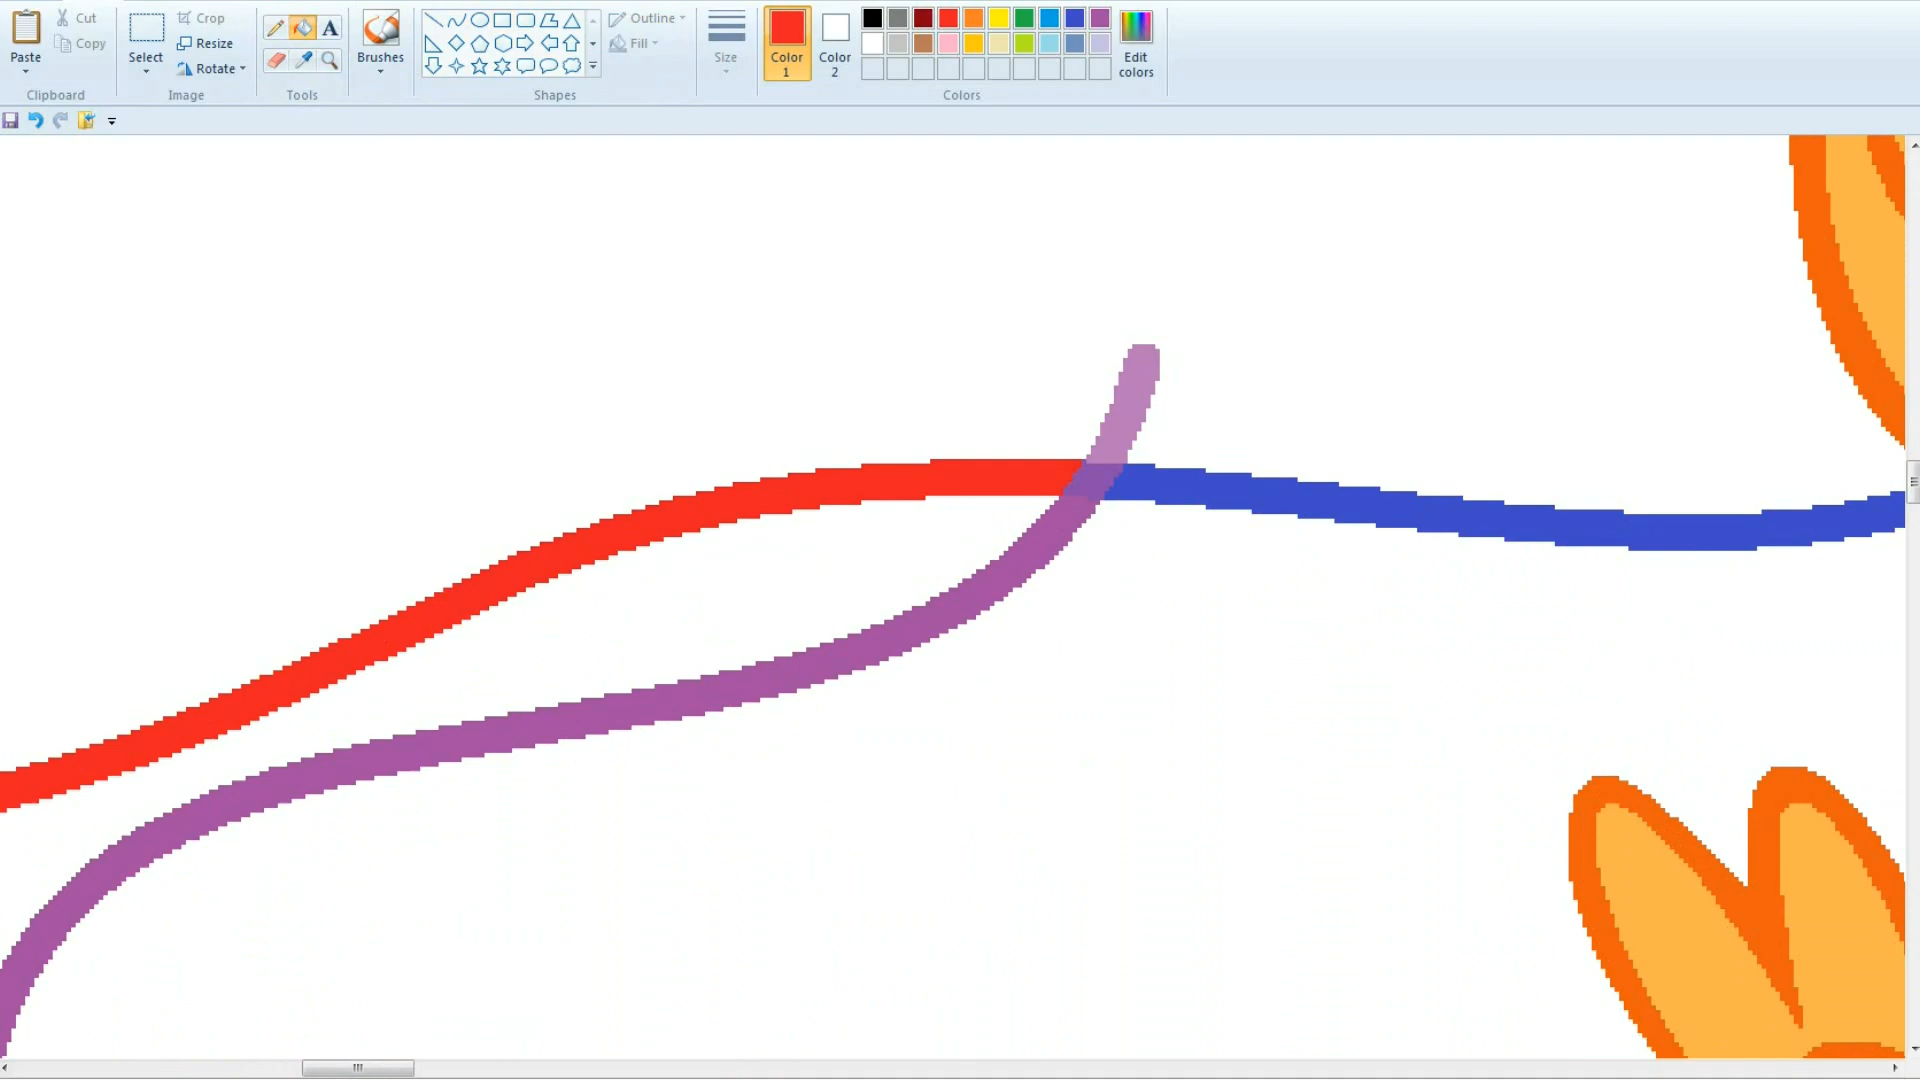 Paste
Cut
Copy
Clipboard
Select
Crop
Resize
Rotate
Image
A
Tools
Brushes
Shapes
Outline
Fill
Size
Color 1
Color 2
Edit colors
Colors